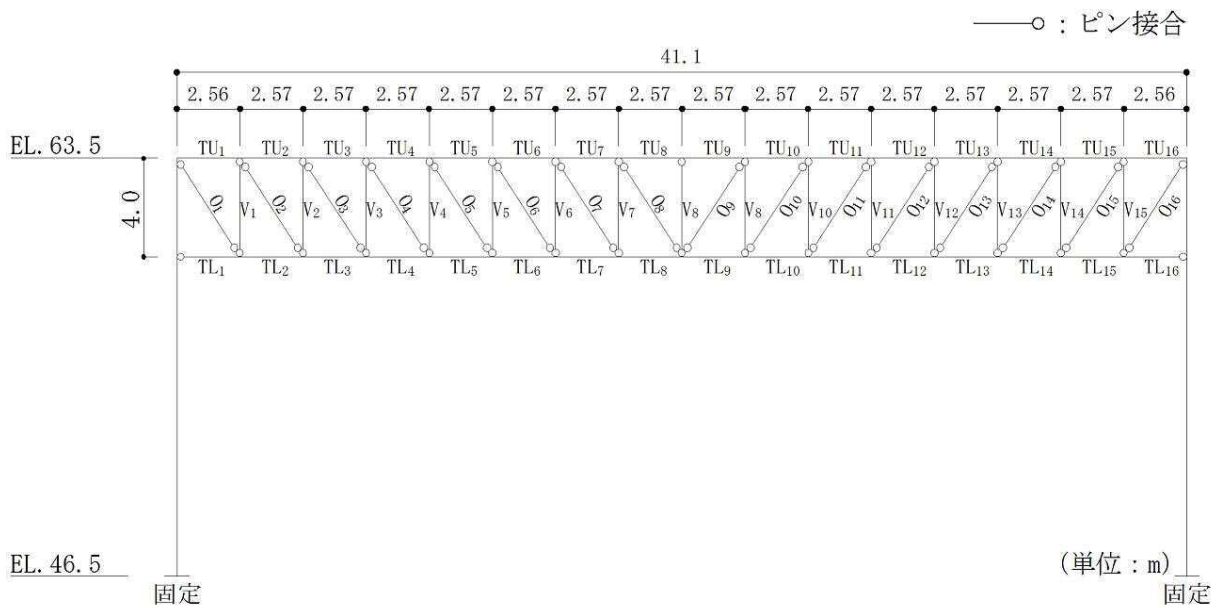 ———○ : ピン接合
41.1
2.56 2.57 2.57 2.57 2.57 2.57 2.57 2.57 2.57 2.57 2.57 2.57 2.57 2.57 2.57 2.56
EL. 63.5
TU₁ TU₂ TU₃ TU₄ TU₅ TU₆ TU₇ TU₈ TU₉ TU₁₀ TU₁₁ TU₁₂ TU₁₃ TU₁₄ TU₁₅ TU₁₆
4.0
O₁ V₁ O₂ V₂ O₃ V₃ O₄ V₄ O₅ V₅ O₆ V₆ O₇ V₇ O₈ V₈ O₉ V₈ O₁₀ V₁₀ O₁₁ V₁₁ O₁₂ V₁₂ O₁₃ V₁₃ O₁₄ V₁₄ O₁₅ V₁₅ O₁₆
TL₁ TL₂ TL₃ TL₄ TL₅ TL₆ TL₇ TL₈ TL₉ TL₁₀ TL₁₁ TL₁₂ TL₁₃ TL₁₄ TL₁₅ TL₁₆
EL. 46.5
(単位 : m)
固定
固定